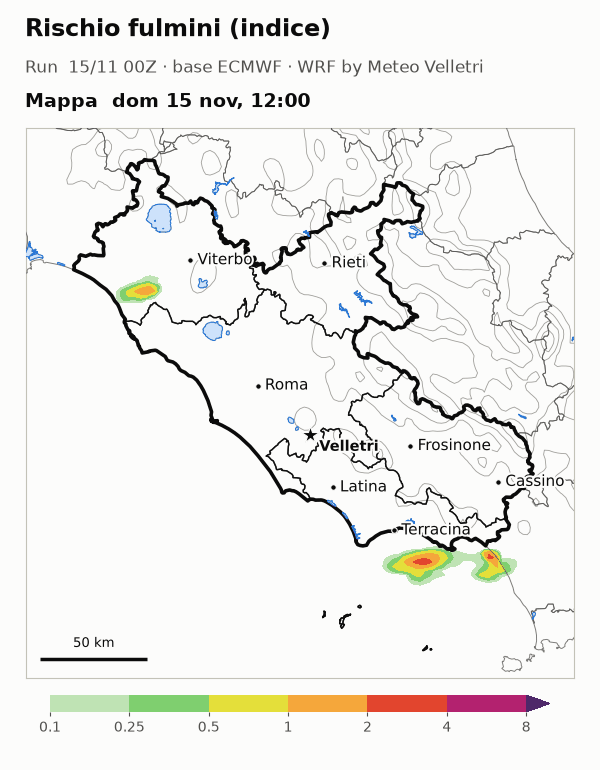 Rischio fulmini (indice)
Run 15/11 00Z · base ECMWF · WRF by Meteo Velletri
Mappa dom 15 nov, 12:00
Viterbo
Rieti
Roma
Velletri
Frosinone
Cassino
Latina
Terracina
50 km
0.1 0.25 0.5 1 2 4 8